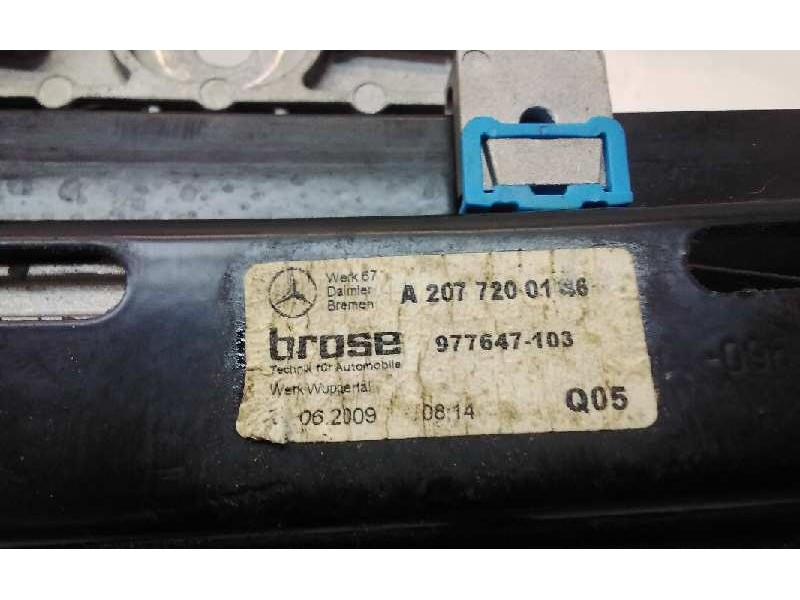 Werk 67
Daimler
Bremen
A 207 720 01
brose
977647-103
Technik für Automobile
Werk Wuppertal
06.2009 08:14
Q05